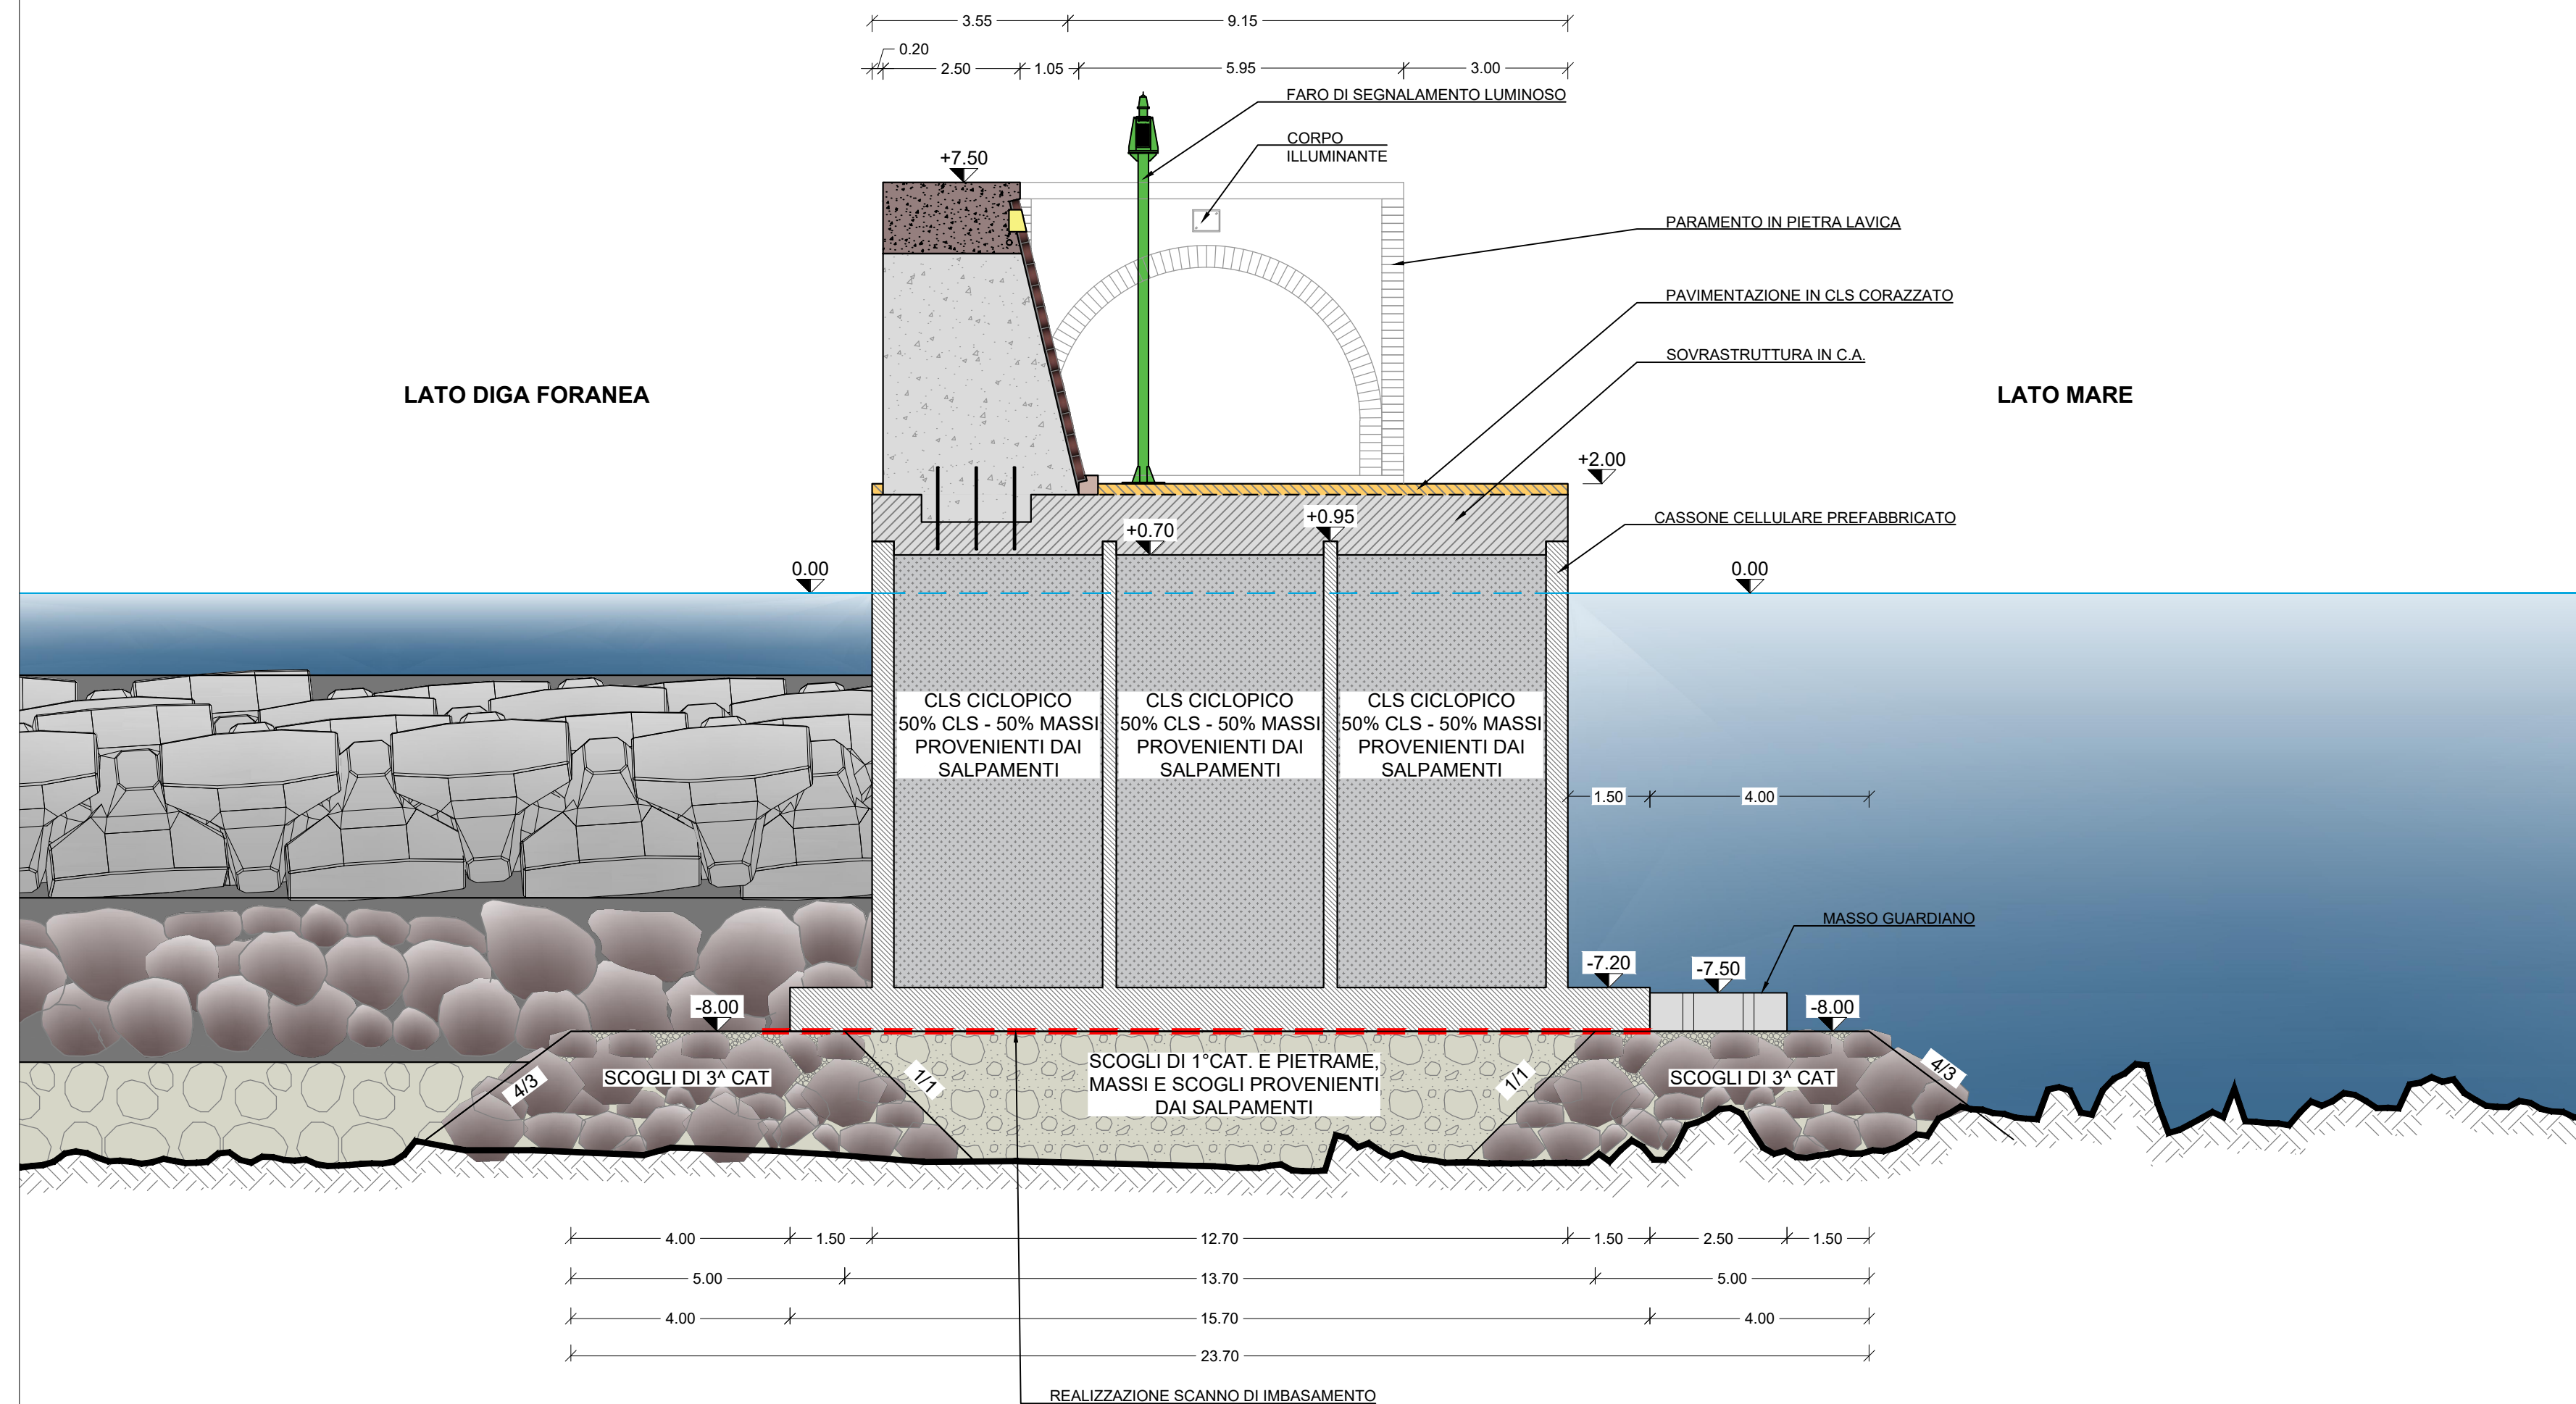 3.55 9.15
0.20
2.50 1.05 5.95 3.00
FARO DI SEGNALAMENTO LUMINOSO
CORPO
ILLUMINANTE
+7.50
PARAMENTO IN PIETRA LAVICA
PAVIMENTAZIONE IN CLS CORAZZATO
SOVRASTRUTTURA IN C.A.
LATO DIGA FORANEA
LATO MARE
+2.00
CASSONE CELLULARE PREFABBRICATO
+0.70
+0.95
0.00
0.00
CLS CICLOPICO
50% CLS - 50% MASSI
PROVENIENTI DAI
SALPAMENTI
CLS CICLOPICO
50% CLS - 50% MASSI
PROVENIENTI DAI
SALPAMENTI
CLS CICLOPICO
50% CLS - 50% MASSI
PROVENIENTI DAI
SALPAMENTI
1.50 4.00
MASSO GUARDIANO
-7.20
-7.50
-8.00
-8.00
4/3
SCOGLI DI 3^ CAT
1/1
SCOGLI DI 1°CAT. E PIETRAME,
MASSI E SCOGLI PROVENIENTI
DAI SALPAMENTI
1/1
SCOGLI DI 3^ CAT
4/3
4.00 1.50 12.70 1.50 2.50 1.50
5.00 13.70 5.00
4.00 15.70 4.00
23.70
REALIZZAZIONE SCANNO DI IMBASAMENTO